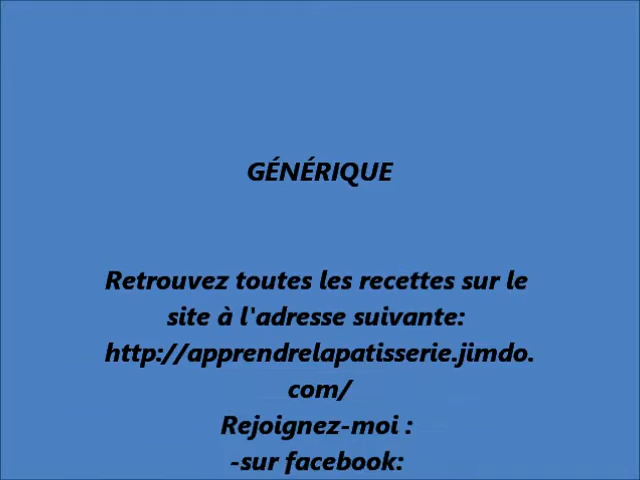 GÉNÉRIQUE
Retrouvez toutes les recettes sur le
site à l'adresse suivante:
http://apprendrelapatisserie.jimdo.
com/
Rejoignez-moi :
-sur facebook: